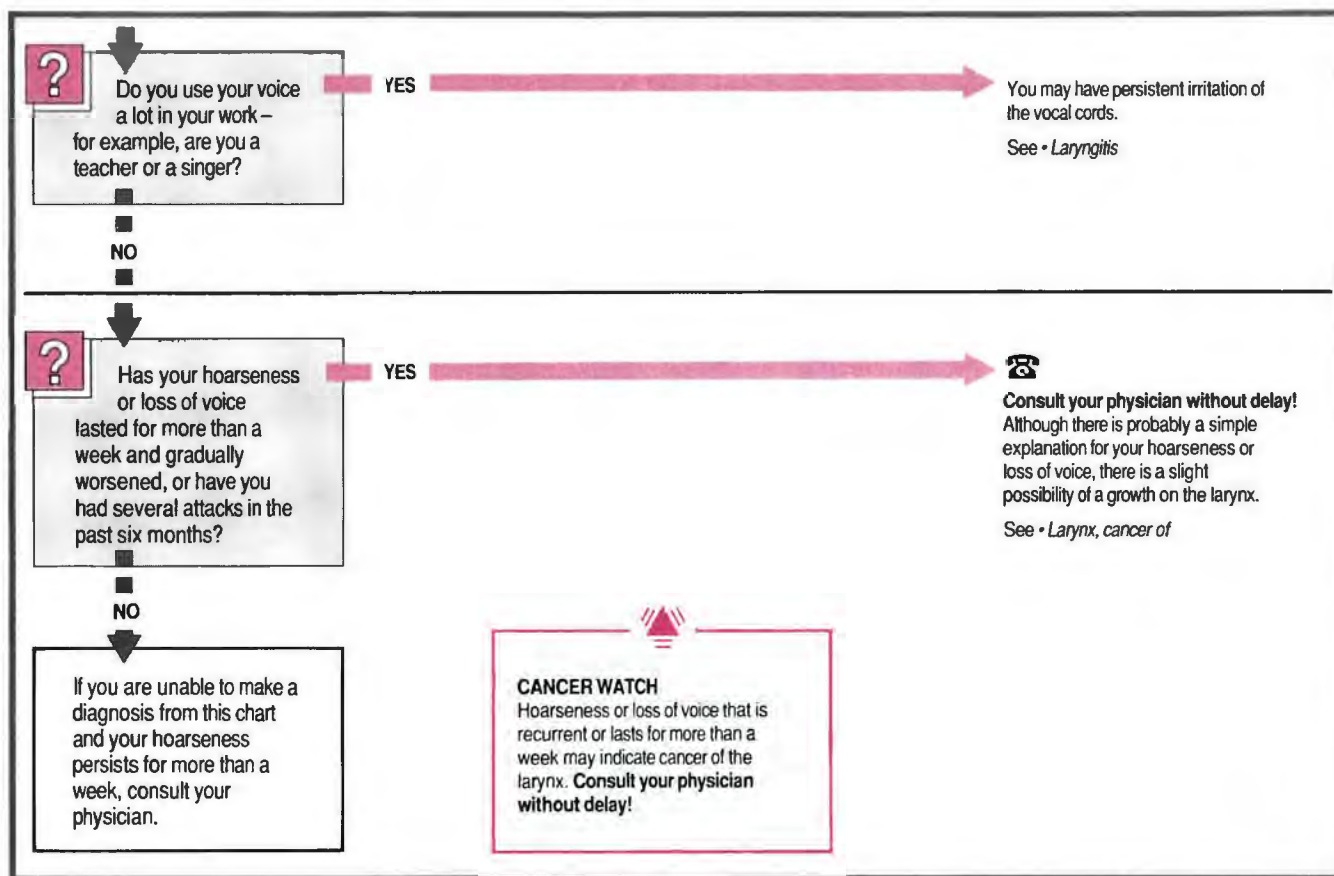 ?
Do you use your voice
a lot in your work –
for example, are you a
teacher or a singer?
YES
You may have persistent irritation of
the vocal cords.
See • Laryngitis
NO
?
Has your hoarseness
or loss of voice
lasted for more than a
week and gradually
worsened, or have you
had several attacks in the
past six months?
YES
Consult your physician without delay!
Although there is probably a simple
explanation for your hoarseness or
loss of voice, there is a slight
possibility of a growth on the larynx.
See • Larynx, cancer of
NO
If you are unable to make a
diagnosis from this chart
and your hoarseness
persists for more than a
week, consult your
physician.
CANCER WATCH
Hoarseness or loss of voice that is
recurrent or lasts for more than a
week may indicate cancer of the
larynx. Consult your physician
without delay!